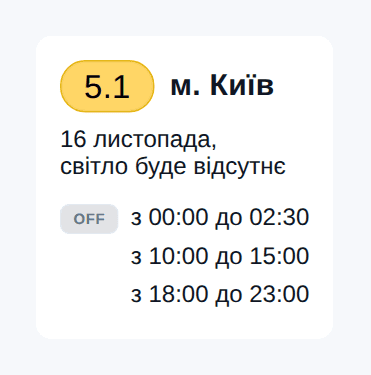 5.1 м. Київ
16 листопада,
світло буде відсутнє
OFF з 00:00 до 02:30
з 10:00 до 15:00
з 18:00 до 23:00